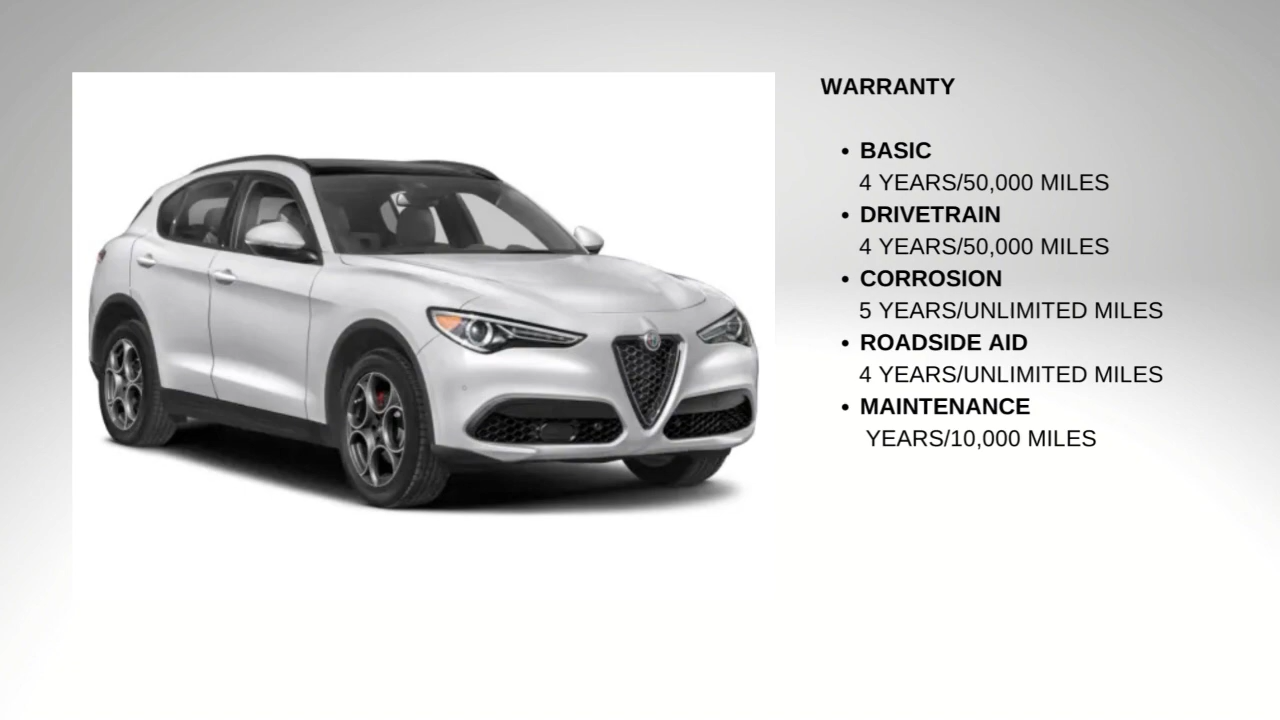 WARRANTY
• BASIC
4 YEARS/50,000 MILES
• DRIVETRAIN
4 YEARS/50,000 MILES
• CORROSION
5 YEARS/UNLIMITED MILES
• ROADSIDE AID
4 YEARS/UNLIMITED MILES
• MAINTENANCE
YEARS/10,000 MILES